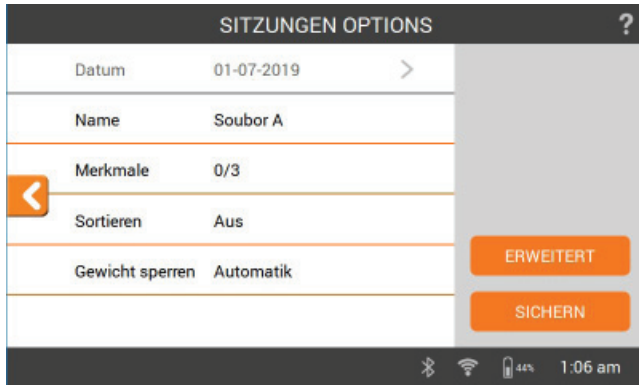 SITZUNGEN OPTIONS ?
Datum 01-07-2019
Name Soubor A
Merkmale 0/3
Sortieren Aus
Gewicht sperren Automatik
ERWEITERT
SICHERN
44% 1:06 am